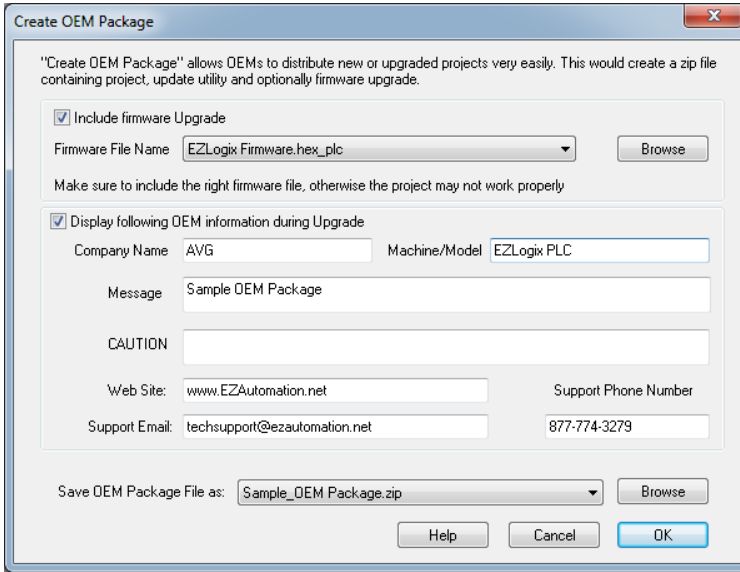 Create OEM Package
"Create OEM Package" allows OEMs to distribute new or upgraded projects very easily. This would create a zip file
containing project, update utility and optionally firmware upgrade.
Include firmware Upgrade
Firmware File Name EZLogix Firmware.hex_plc Browse
Make sure to include the right firmware file, otherwise the project may not work properly
Display following OEM information during Upgrade
Company Name AVG Machine/Model EZLogix PLC
Message Sample OEM Package
CAUTION
Web Site: www.EZAutomation.net Support Phone Number
Support Email: techsupport@ezautomation.net 877-774-3279
Save OEM Package File as: Sample_OEM Package.zip Browse
Help Cancel OK